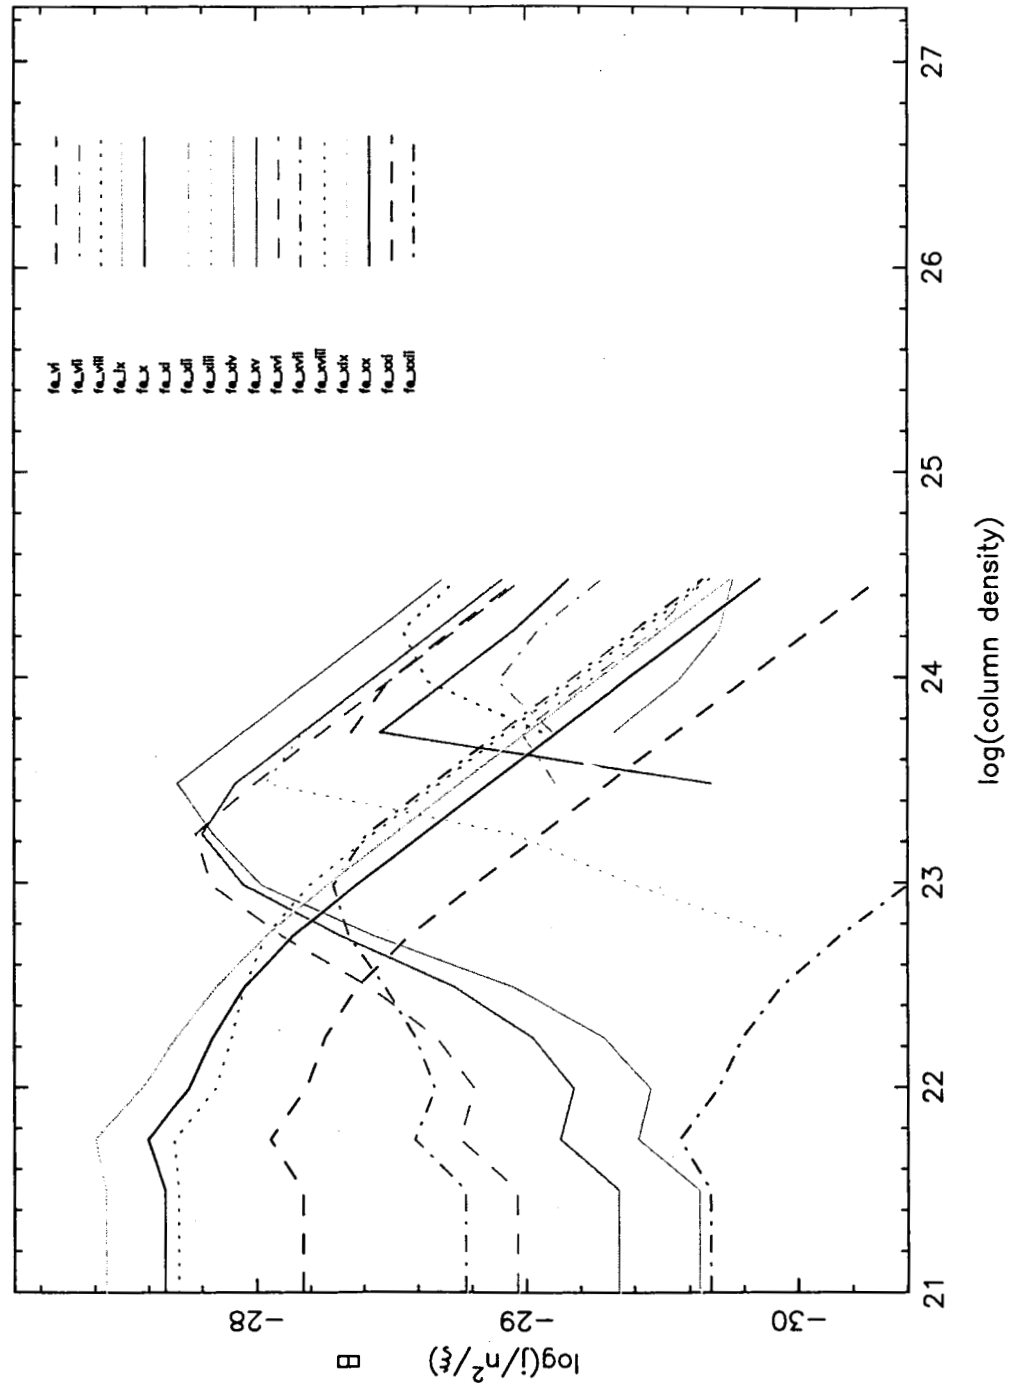 fe_vi
fe_vii
fe_viii
fe_ix
fe_x
fe_xi
fe_xii
fe_xiii
fe_xiv
fe_xv
fe_xvi
fe_xvii
fe_xviii
fe_xix
fe_xx
fe_xxi
fe_xxii
21
22
23
24
25
26
27
log(column density)
-28
-29
-30
log(j/n²/ξ)